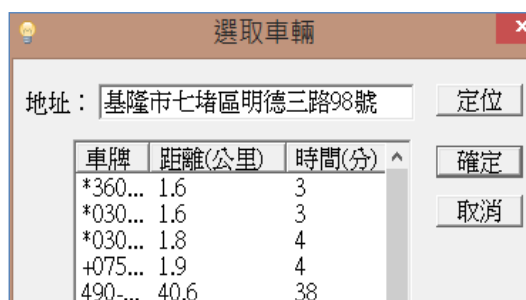 選取車輛
地址： 基隆市七堵區明德三路98號 定位
車牌 距離(公里) 時間(分) 確定
*360... 1.6 3
*030... 1.6 3 取消
*030... 1.8 4
+075... 1.9 4
490-... 40.6 38